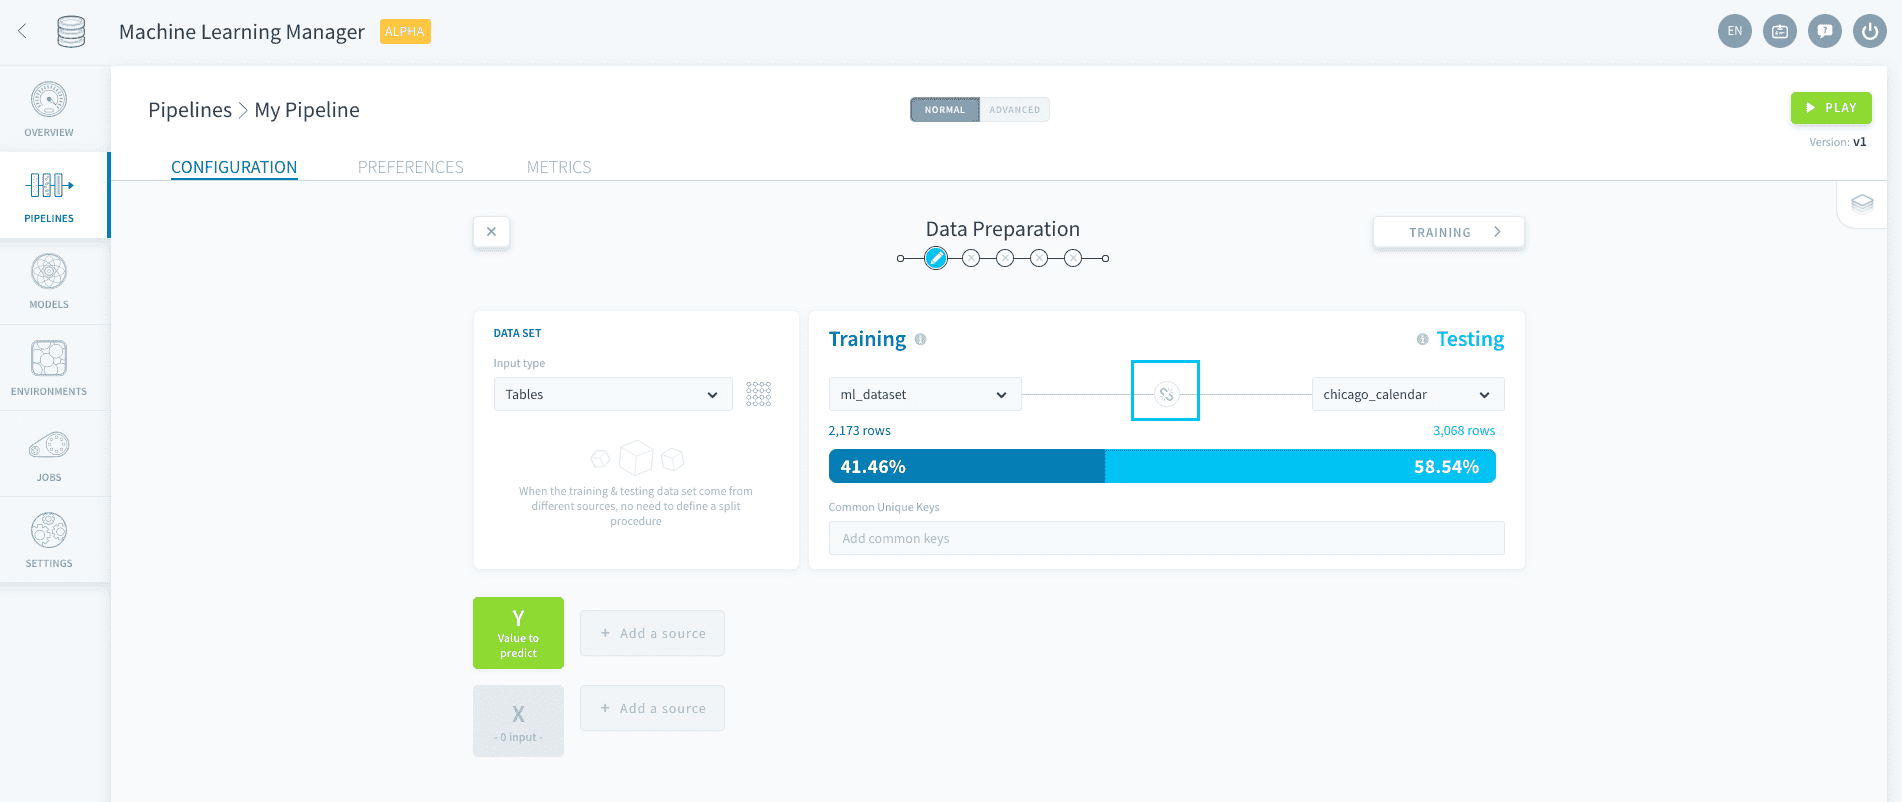 Machine Learning Manager
ALPHA
EN
OVERVIEW
PIPELINES
MODELS
ENVIRONMENTS
JOBS
SETTINGS
Pipelines > My Pipeline
NORMAL
ADVANCED
PLAY
Version: v1
CONFIGURATION
PREFERENCES
METRICS
Data Preparation
TRAINING
DATA SET
Input type
Tables
When the training & testing data set come from
different sources, no need to define a split
procedure
Training
Testing
ml_dataset
chicago_calendar
2,173 rows
3,068 rows
41.46%
58.54%
Common Unique Keys
Add common keys
Y
Value to
predict
+ Add a source
X
- 0 input -
+ Add a source